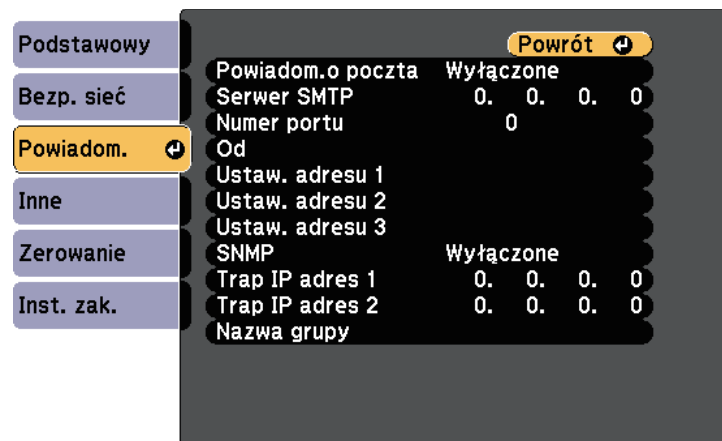 Podstawowy
Bezp. sieć
Powiadom.
Inne
Zerowanie
Inst. zak.
Powrót
Powiadom.o poczta Wyłączone
Serwer SMTP 0. 0. 0. 0
Numer portu 0
Od
Ustaw. adresu 1
Ustaw. adresu 2
Ustaw. adresu 3
SNMP Wyłączone
Trap IP adres 1 0. 0. 0. 0
Trap IP adres 2 0. 0. 0. 0
Nazwa grupy